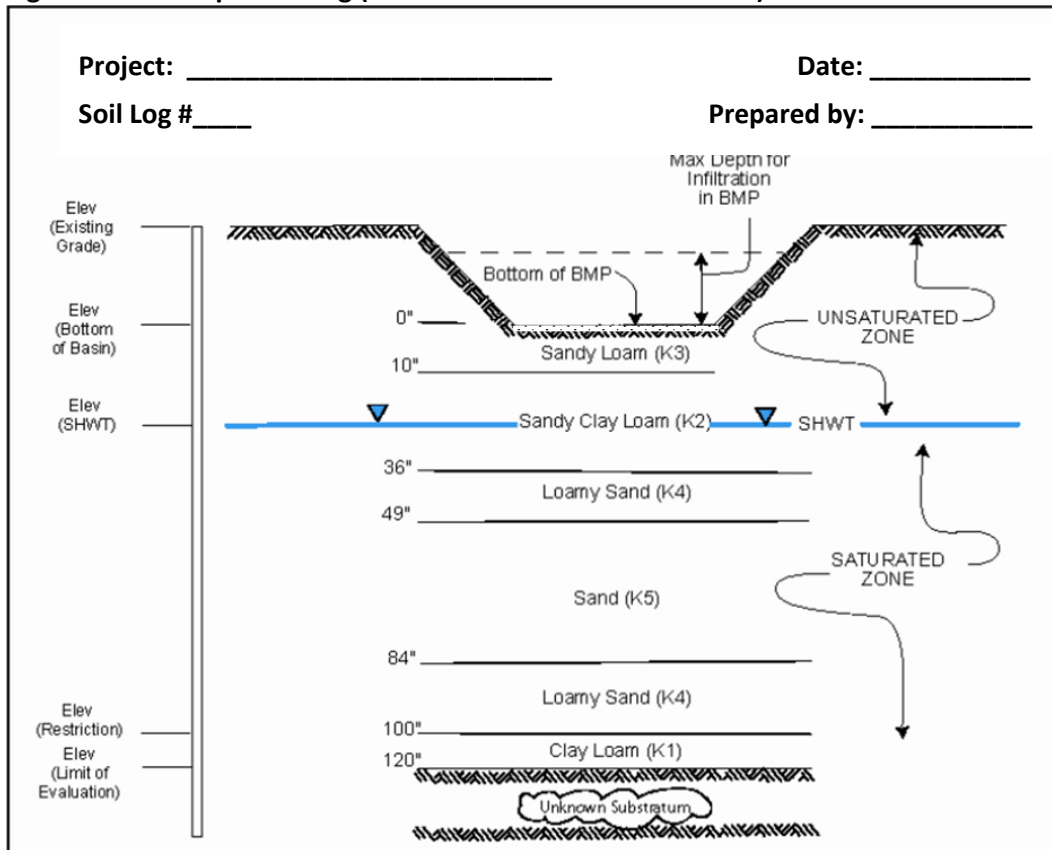 Project: __________________________ Date: ___________
Soil Log #____ Prepared by: ___________
Max Depth for
Infiltration
in BMP
Elev
(Existing
Grade)
Bottom of BMP
Elev
(Bottom
of Basin)
0"
UNSATURATED
ZONE
Sandy Loam (K3)
10"
Elev
(SHWT)
Sandy Clay Loam (K2)
SHWT
36"
Loamy Sand (K4)
49"
SATURATED
ZONE
Sand (K5)
84"
Loamy Sand (K4)
Elev
(Restriction)
100"
Clay Loam (K1)
Elev
(Limit of
Evaluation)
120"
Unknown Substratum